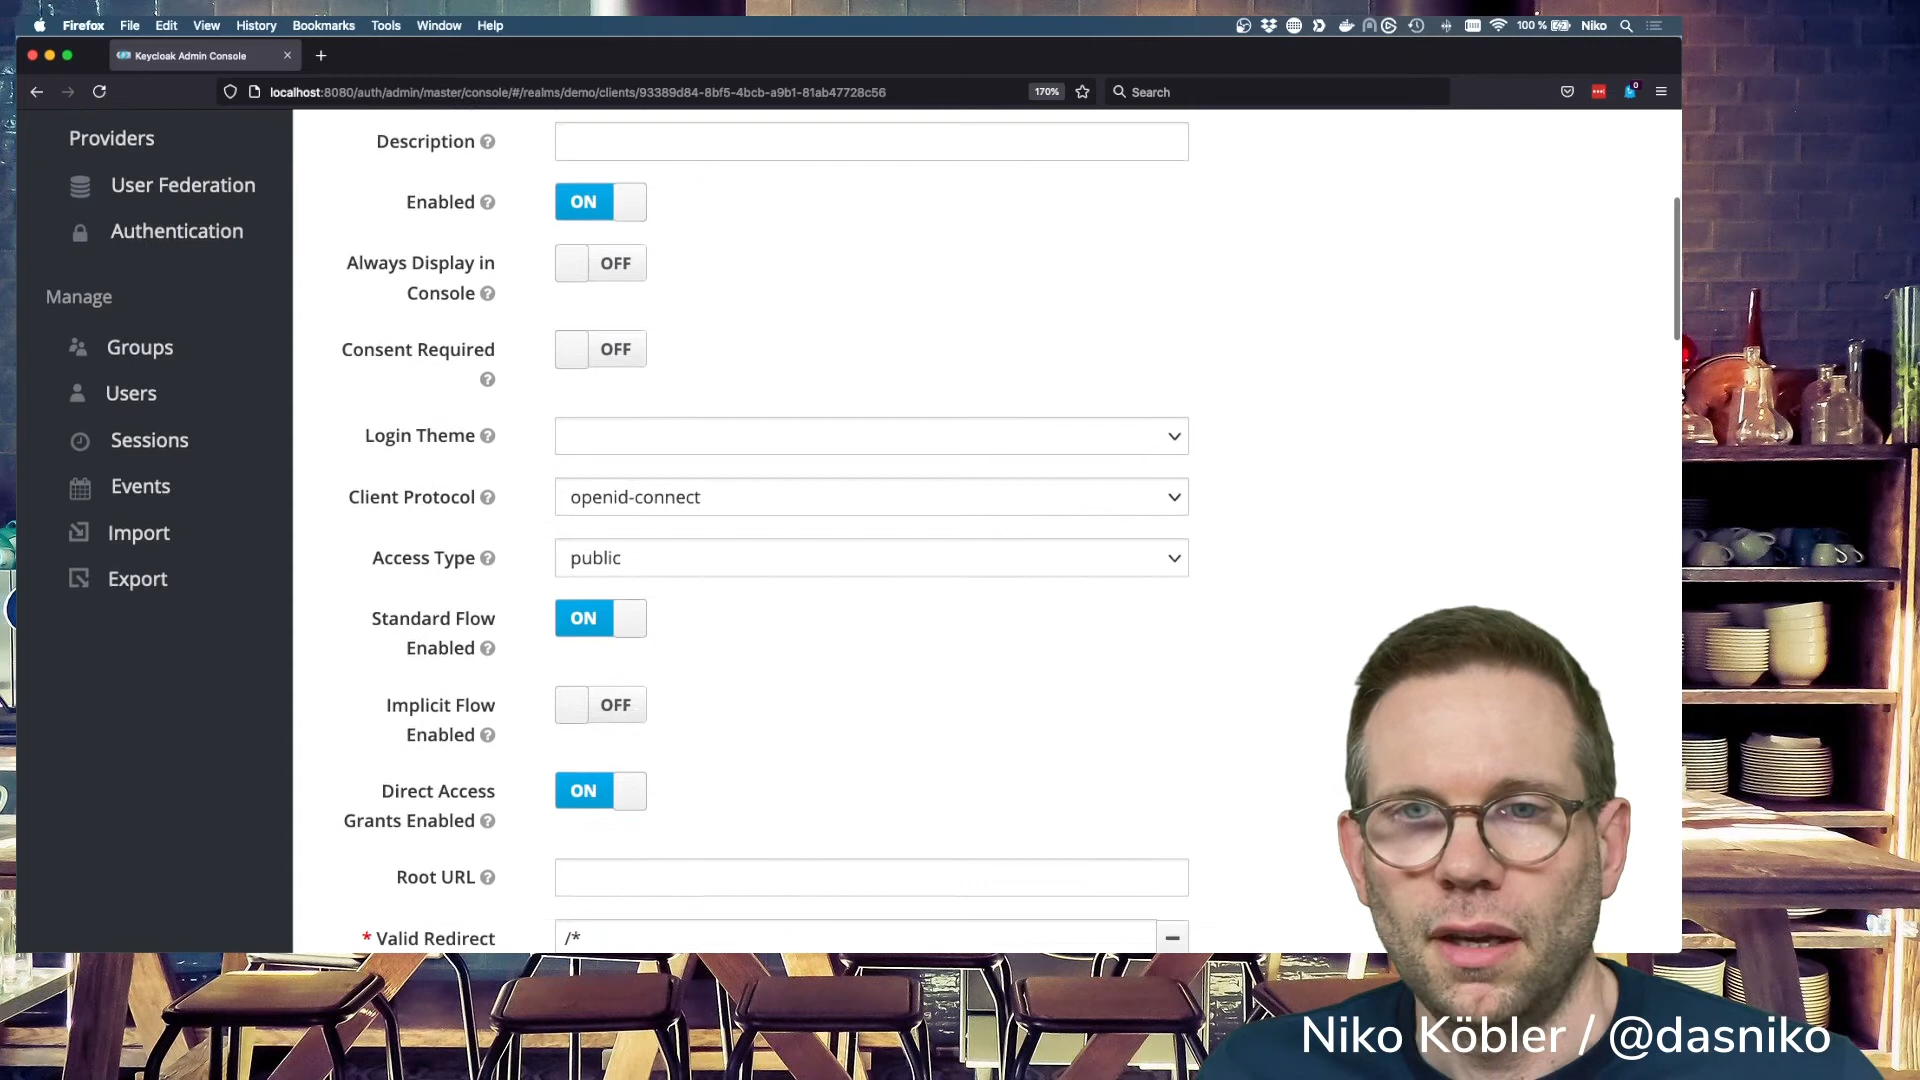 Firefox File Edit View History Bookmarks Tools Window Help 100 % Niko
Keycloak Admin Console
localhost:8080/auth/admin/master/console/#/realms/demo/clients/93389d84-8bf5-4bcb-a9b1-81ab47728c56 170% Search 0
Providers
User Federation
Authentication
Manage
Groups
Users
Sessions
Events
Import
Export
Description
Enabled ON
Always Display in OFF
Console
Consent Required OFF
Login Theme
Client Protocol openid-connect
Access Type public
Standard Flow ON
Enabled
Implicit Flow OFF
Enabled
Direct Access ON
Grants Enabled
Root URL
* Valid Redirect /*
Niko Köbler / @dasniko